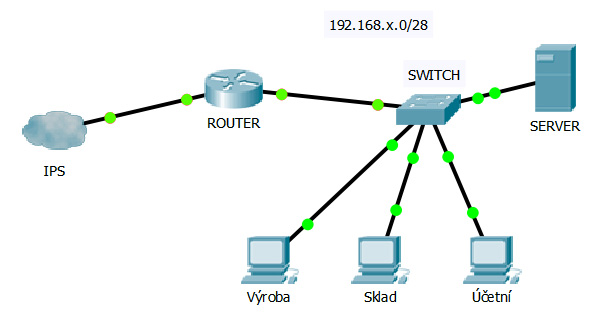 192.168.x.0/28
SWITCH
ROUTER
SERVER
IPS
Výroba
Sklad
Účetní